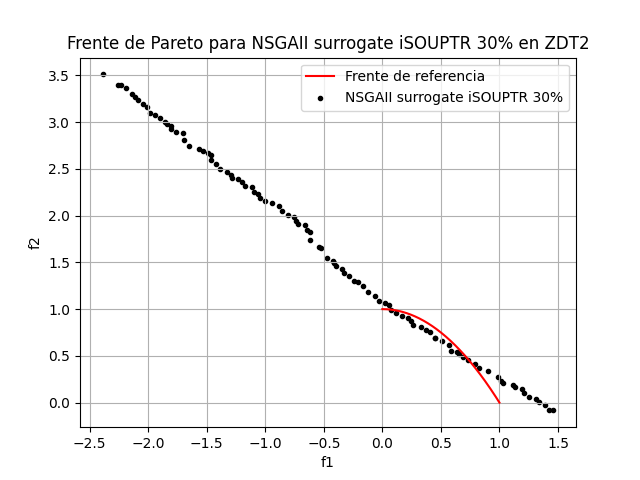 Frente de Pareto para NSGAII surrogate iSOUPTR 30% en ZDT2
Frente de referencia
NSGAII surrogate iSOUPTR 30%
f2
3.5
3.0
2.5
2.0
1.5
1.0
0.5
0.0
−2.5 −2.0 −1.5 −1.0 −0.5 0.0 0.5 1.0 1.5
f1